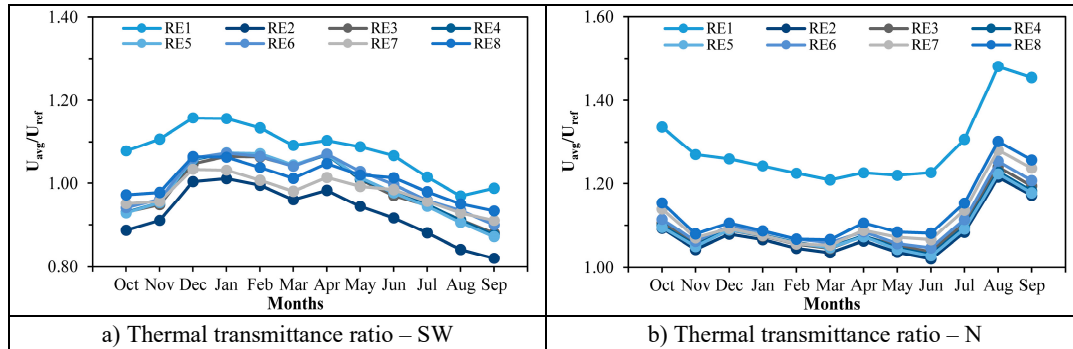 1.40
RE1 RE2 RE3 RE4
RE5 RE6 RE7 RE8
1.20
1.00
0.80
Uavg/Uref
Oct Nov Dec Jan Feb Mar Apr May Jun Jul Aug Sep
Months
a) Thermal transmittance ratio – SW
1.60
RE1 RE2 RE3 RE4
RE5 RE6 RE7 RE8
1.40
1.20
1.00
Uavg/Uref
Oct Nov Dec Jan Feb Mar Apr May Jun Jul Aug Sep
Months
b) Thermal transmittance ratio – N